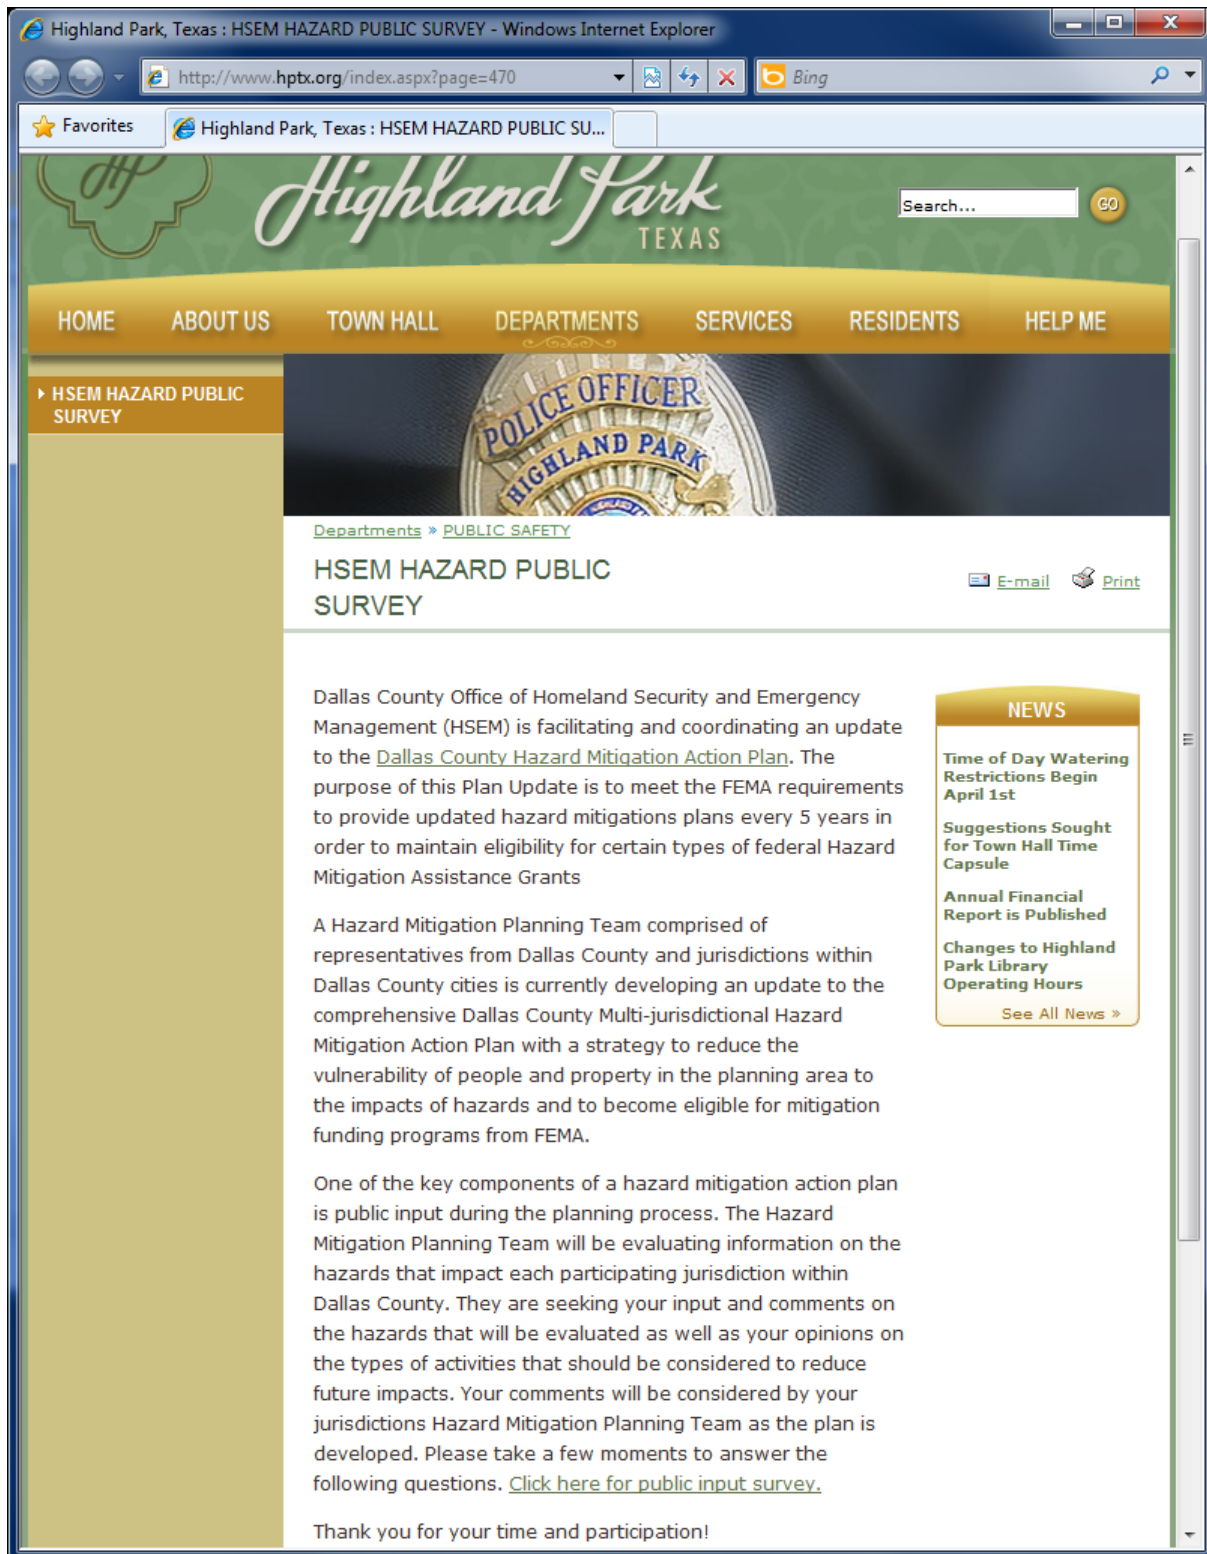 Highland Park, Texas : HSEM HAZARD PUBLIC SURVEY - Windows Internet Explorer
http://www.hptx.org/index.aspx?page=470
Bing
Favorites
Highland Park, Texas : HSEM HAZARD PUBLIC SU...
HP
Highland Park
TEXAS
Search...
GO
HOME
ABOUT US
TOWN HALL
DEPARTMENTS
SERVICES
RESIDENTS
HELP ME
HSEM HAZARD PUBLIC
SURVEY
POLICE OFFICER
HIGHLAND PARK
Departments » PUBLIC SAFETY
HSEM HAZARD PUBLIC
SURVEY
E-mail
Print
Dallas County Office of Homeland Security and Emergency
Management (HSEM) is facilitating and coordinating an update
to the Dallas County Hazard Mitigation Action Plan. The
purpose of this Plan Update is to meet the FEMA requirements
to provide updated hazard mitigations plans every 5 years in
order to maintain eligibility for certain types of federal Hazard
Mitigation Assistance Grants
A Hazard Mitigation Planning Team comprised of
representatives from Dallas County and jurisdictions within
Dallas County cities is currently developing an update to the
comprehensive Dallas County Multi-jurisdictional Hazard
Mitigation Action Plan with a strategy to reduce the
vulnerability of people and property in the planning area to
the impacts of hazards and to become eligible for mitigation
funding programs from FEMA.
One of the key components of a hazard mitigation action plan
is public input during the planning process. The Hazard
Mitigation Planning Team will be evaluating information on the
hazards that impact each participating jurisdiction within
Dallas County. They are seeking your input and comments on
the hazards that will be evaluated as well as your opinions on
the types of activities that should be considered to reduce
future impacts. Your comments will be considered by your
jurisdictions Hazard Mitigation Planning Team as the plan is
developed. Please take a few moments to answer the
following questions. Click here for public input survey.
Thank you for your time and participation!
NEWS
Time of Day Watering
Restrictions Begin
April 1st
Suggestions Sought
for Town Hall Time
Capsule
Annual Financial
Report is Published
Changes to Highland
Park Library
Operating Hours
See All News »